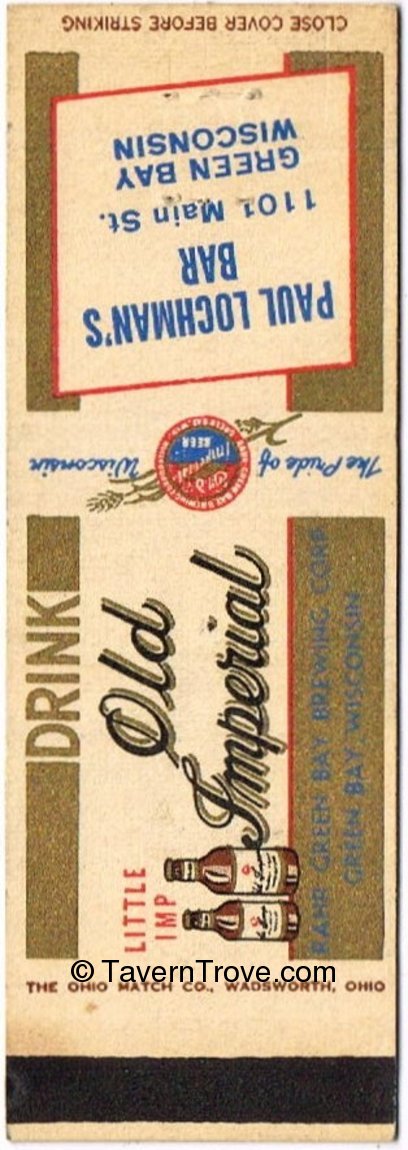 CLOSE COVER BEFORE STRIKING
PAUL LOCHMAN'S
BAR
1101 Main St.
GREEN BAY
WISCONSIN
The Pride of Wisconsin
Imperial
BEER
DRINK
Old
Imperial
LITTLE
IMP
RAHR GREEN BAY BREWING CORP
GREEN BAY WISCONSIN
© TavernTrove.com
THE OHIO MATCH CO., WADSWORTH, OHIO